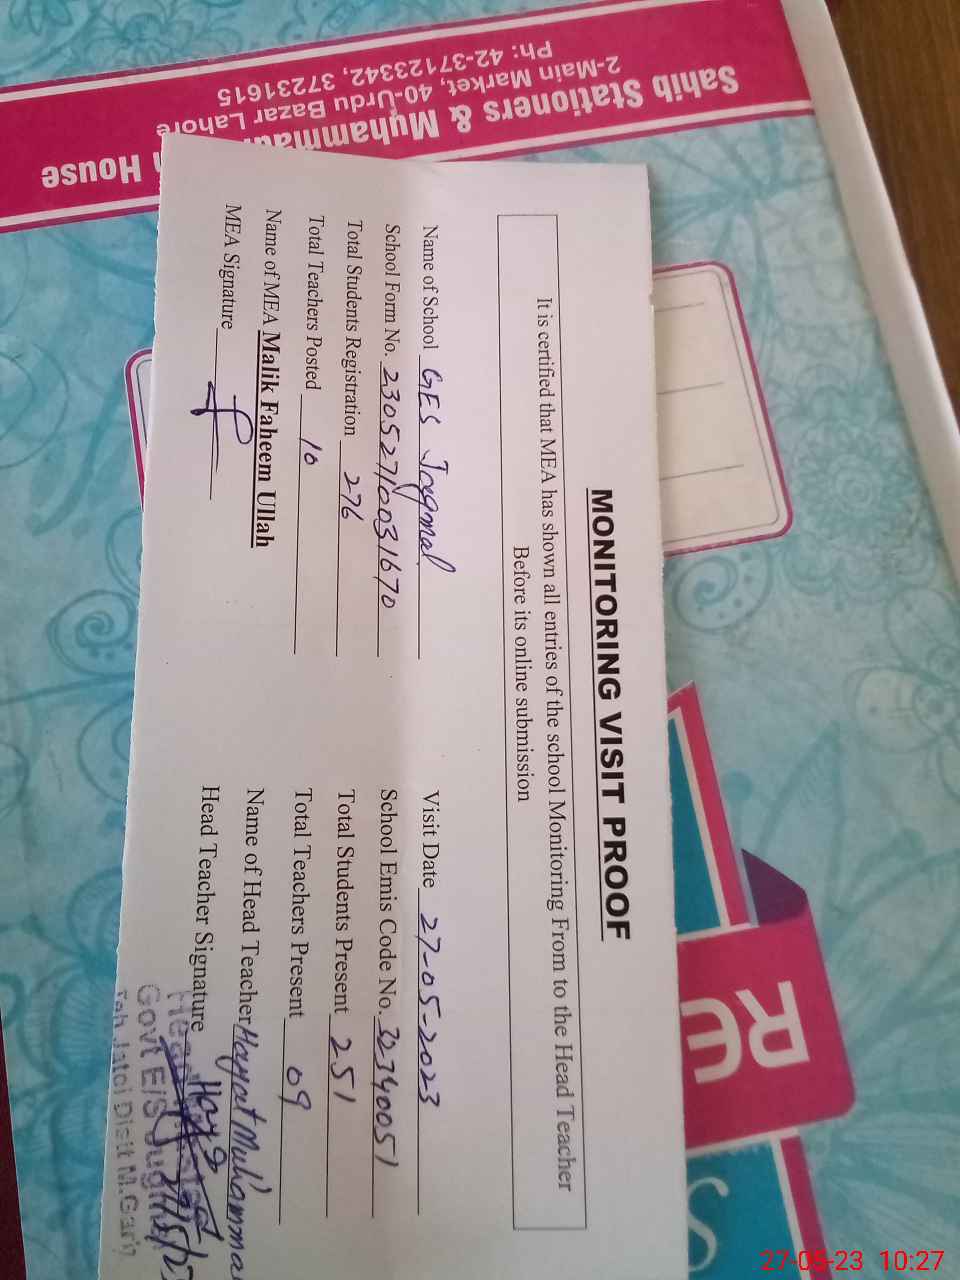 Sahib Stationers & Muhammad House
2-Main Market, 40-Urdu Bazar Lahore
Ph: 42-37123342, 37231615
MONITORING VISIT PROOF
It is certified that MEA has shown all entries of the school Monitoring From to the Head Teacher
Before its online submission
Name of School GES Jogmal
Visit Date 27-05-2023
School Form No. 23052710031670
School Emis Code No. 32340051
Total Students Registration 276
Total Students Present 251
Total Teachers Posted 10
Total Teachers Present 09
Name of MEA Malik Faheem Ullah
Name of Head Teacher Hayat Muhammad
MEA Signature
Head Teacher Signature
Govt E/S
Teh Jatoi Distt M.Garh
27-05-23 10:27